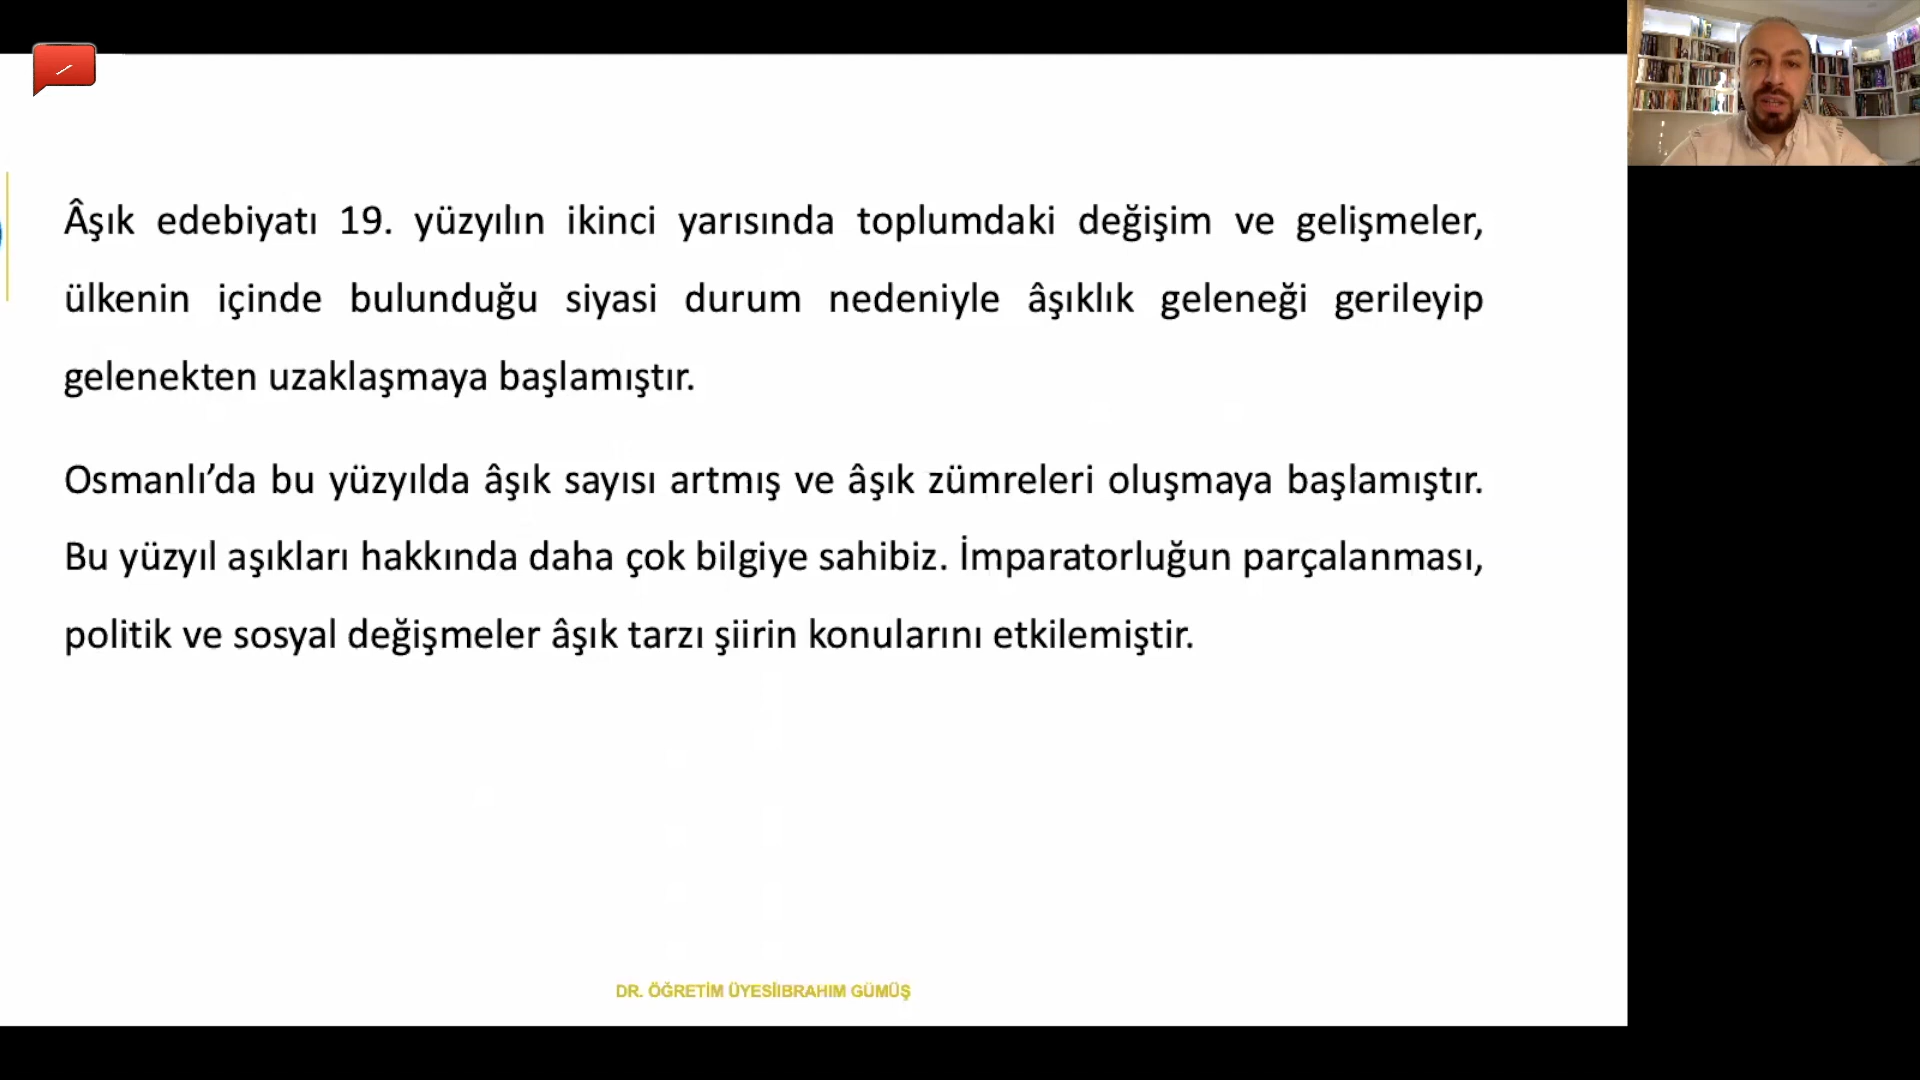 Âşık edebiyatı 19. yüzyılın ikinci yarısında toplumdaki değişim ve gelişmeler,
ülkenin içinde bulunduğu siyasi durum nedeniyle âşıklık geleneği gerileyip
gelenekten uzaklaşmaya başlamıştır.
Osmanlı’da bu yüzyılda âşık sayısı artmış ve âşık zümreleri oluşmaya başlamıştır.
Bu yüzyıl aşıkları hakkında daha çok bilgiye sahibiz. İmparatorluğun parçalanması,
politik ve sosyal değişmeler âşık tarzı şiirin konularını etkilemiştir.
DR. ÖĞRETİM ÜYESİIBRAHIM GÜMÜŞ